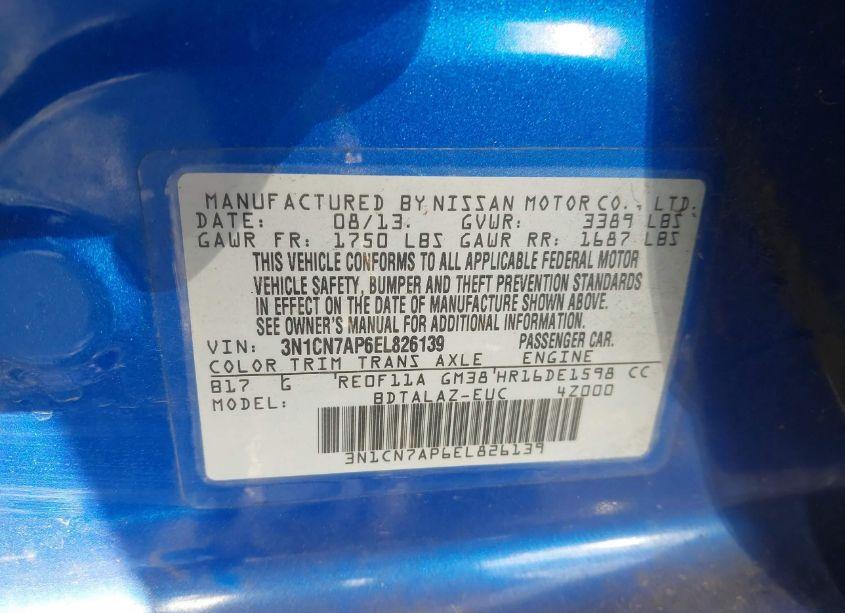 MANUFACTURED BY NISSAN MOTOR CO., LTD.
DATE: 08/13. GVWR: 3389 LBS
GAWR FR: 1750 LBS GAWR RR: 1687 LBS
THIS VEHICLE CONFORMS TO ALL APPLICABLE FEDERAL MOTOR
VEHICLE SAFETY, BUMPER AND THEFT PREVENTION STANDARDS
IN EFFECT ON THE DATE OF MANUFACTURE SHOWN ABOVE.
SEE OWNER'S MANUAL FOR ADDITIONAL INFORMATION.
VIN: 3N1CN7AP6EL826139 PASSENGER CAR.
COLOR TRIM TRANS AXLE ENGINE
B17 G RE0F11A GM38 HR16DE1598 CC
MODEL: BDTALAZ-EUC 4Z000
3N1CN7AP6EL826139